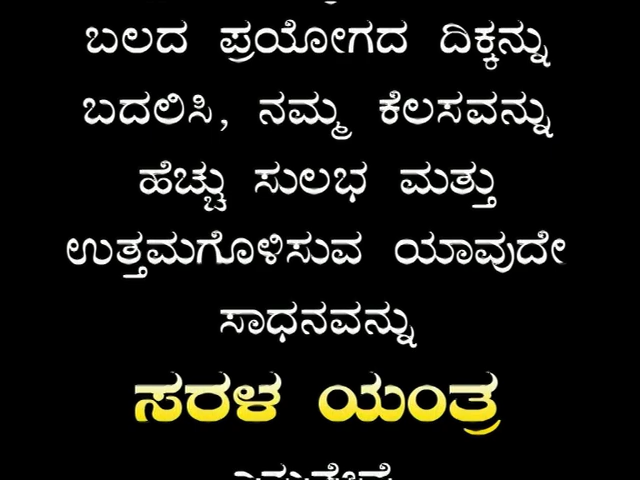 ಬಲದ ಪ್ರಯೋಗದ ದಿಕ್ಕನ್ನು
ಬದಲಿಸಿ, ನಮ್ಮ ಕೆಲಸವನ್ನು
ಹೆಚ್ಚು ಸುಲಭ ಮತ್ತು
ಉತ್ತಮಗೊಳಿಸುವ ಯಾವುದೇ
ಸಾಧನವನ್ನು
ಸರಳ ಯಂತ್ರ